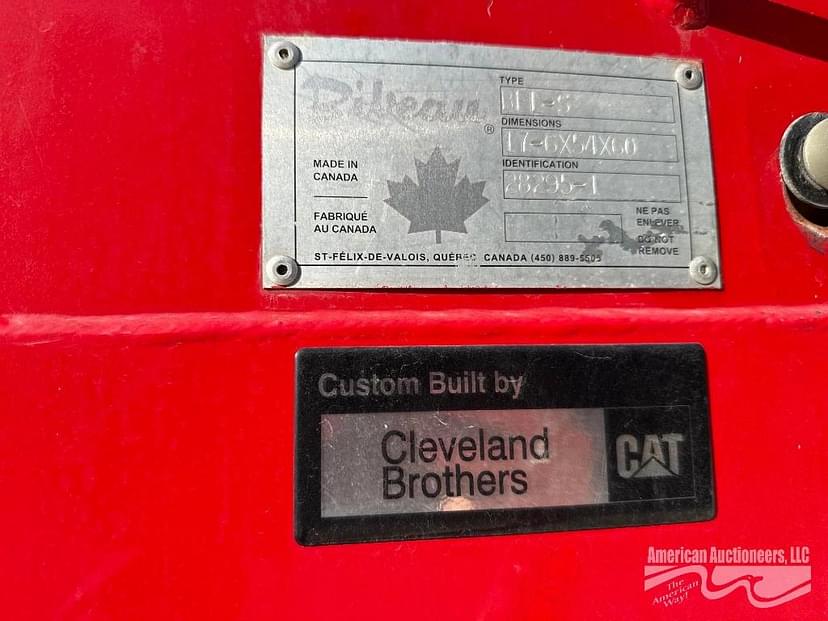 Ribeau®
TYPE
DIMENSIONS
17-6X54X60
IDENTIFICATION
28295-1
MADE IN
CANADA
FABRIQUÉ
AU CANADA
NE PAS
ENLEVER
DO NOT
REMOVE
ST-FÉLIX-DE-VALOIS, QUÉBEC, CANADA (450) 889-5505
Custom Built by
Cleveland
Brothers
CAT
American Auctioneers, LLC
The
American
Way!